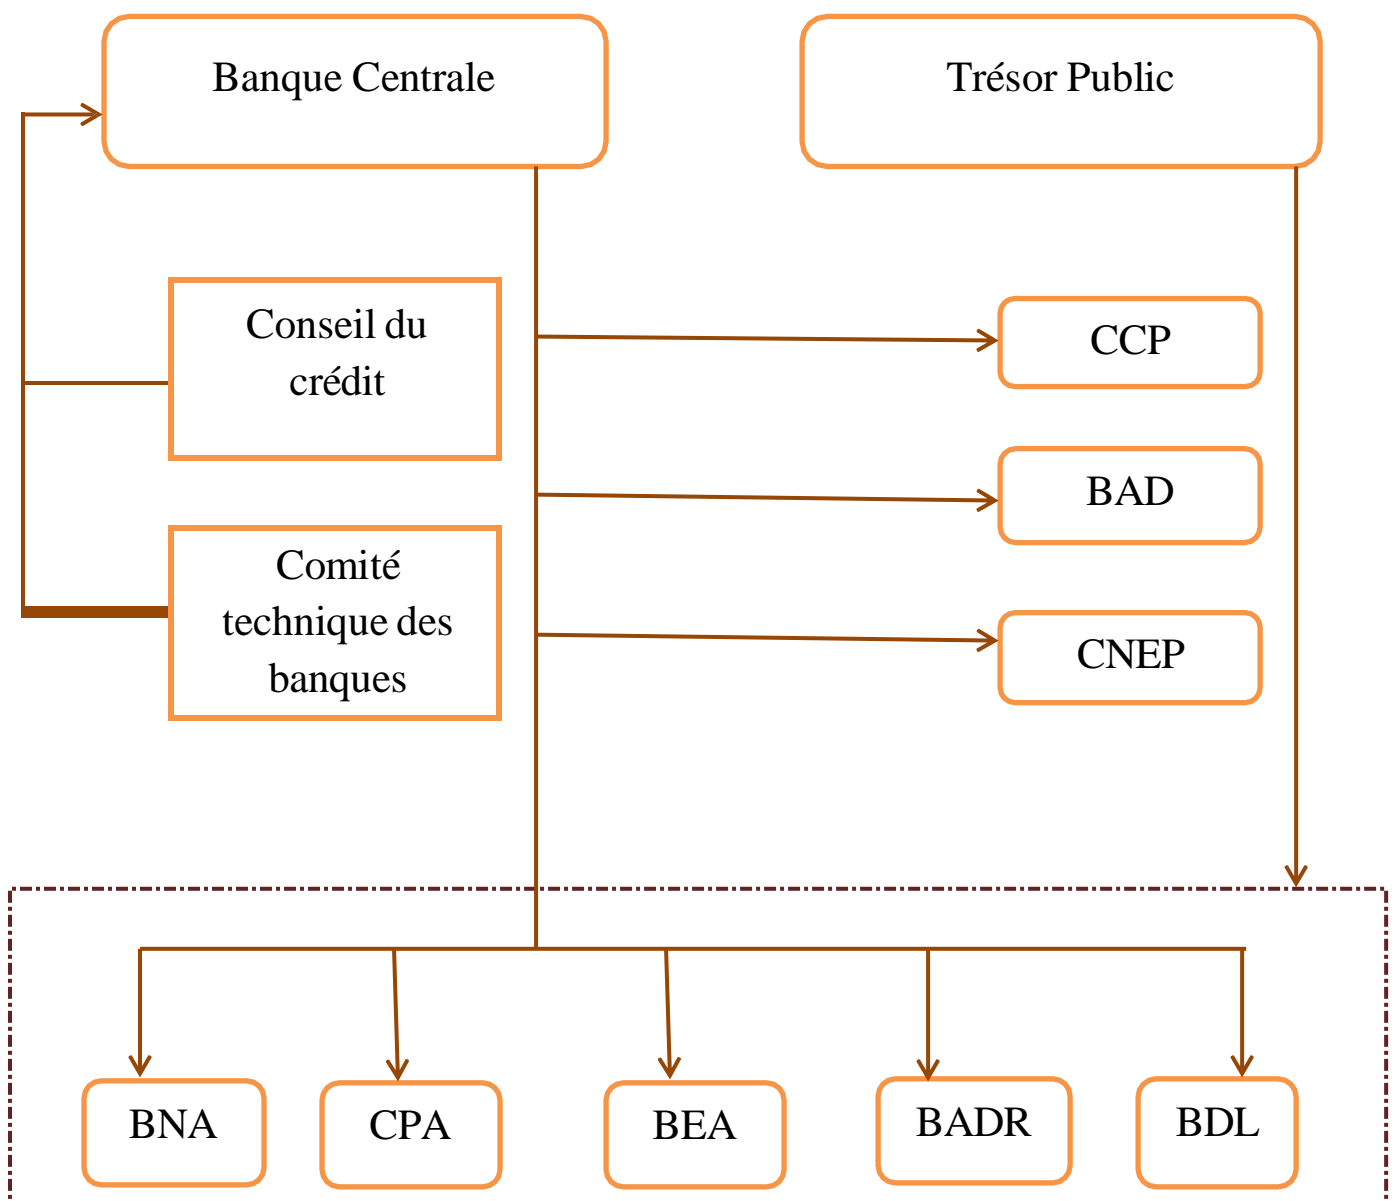 Banque Centrale
Trésor Public
Conseil du
crédit
CCP
BAD
Comité
technique des
banques
CNEP
BNA
CPA
BEA
BADR
BDL